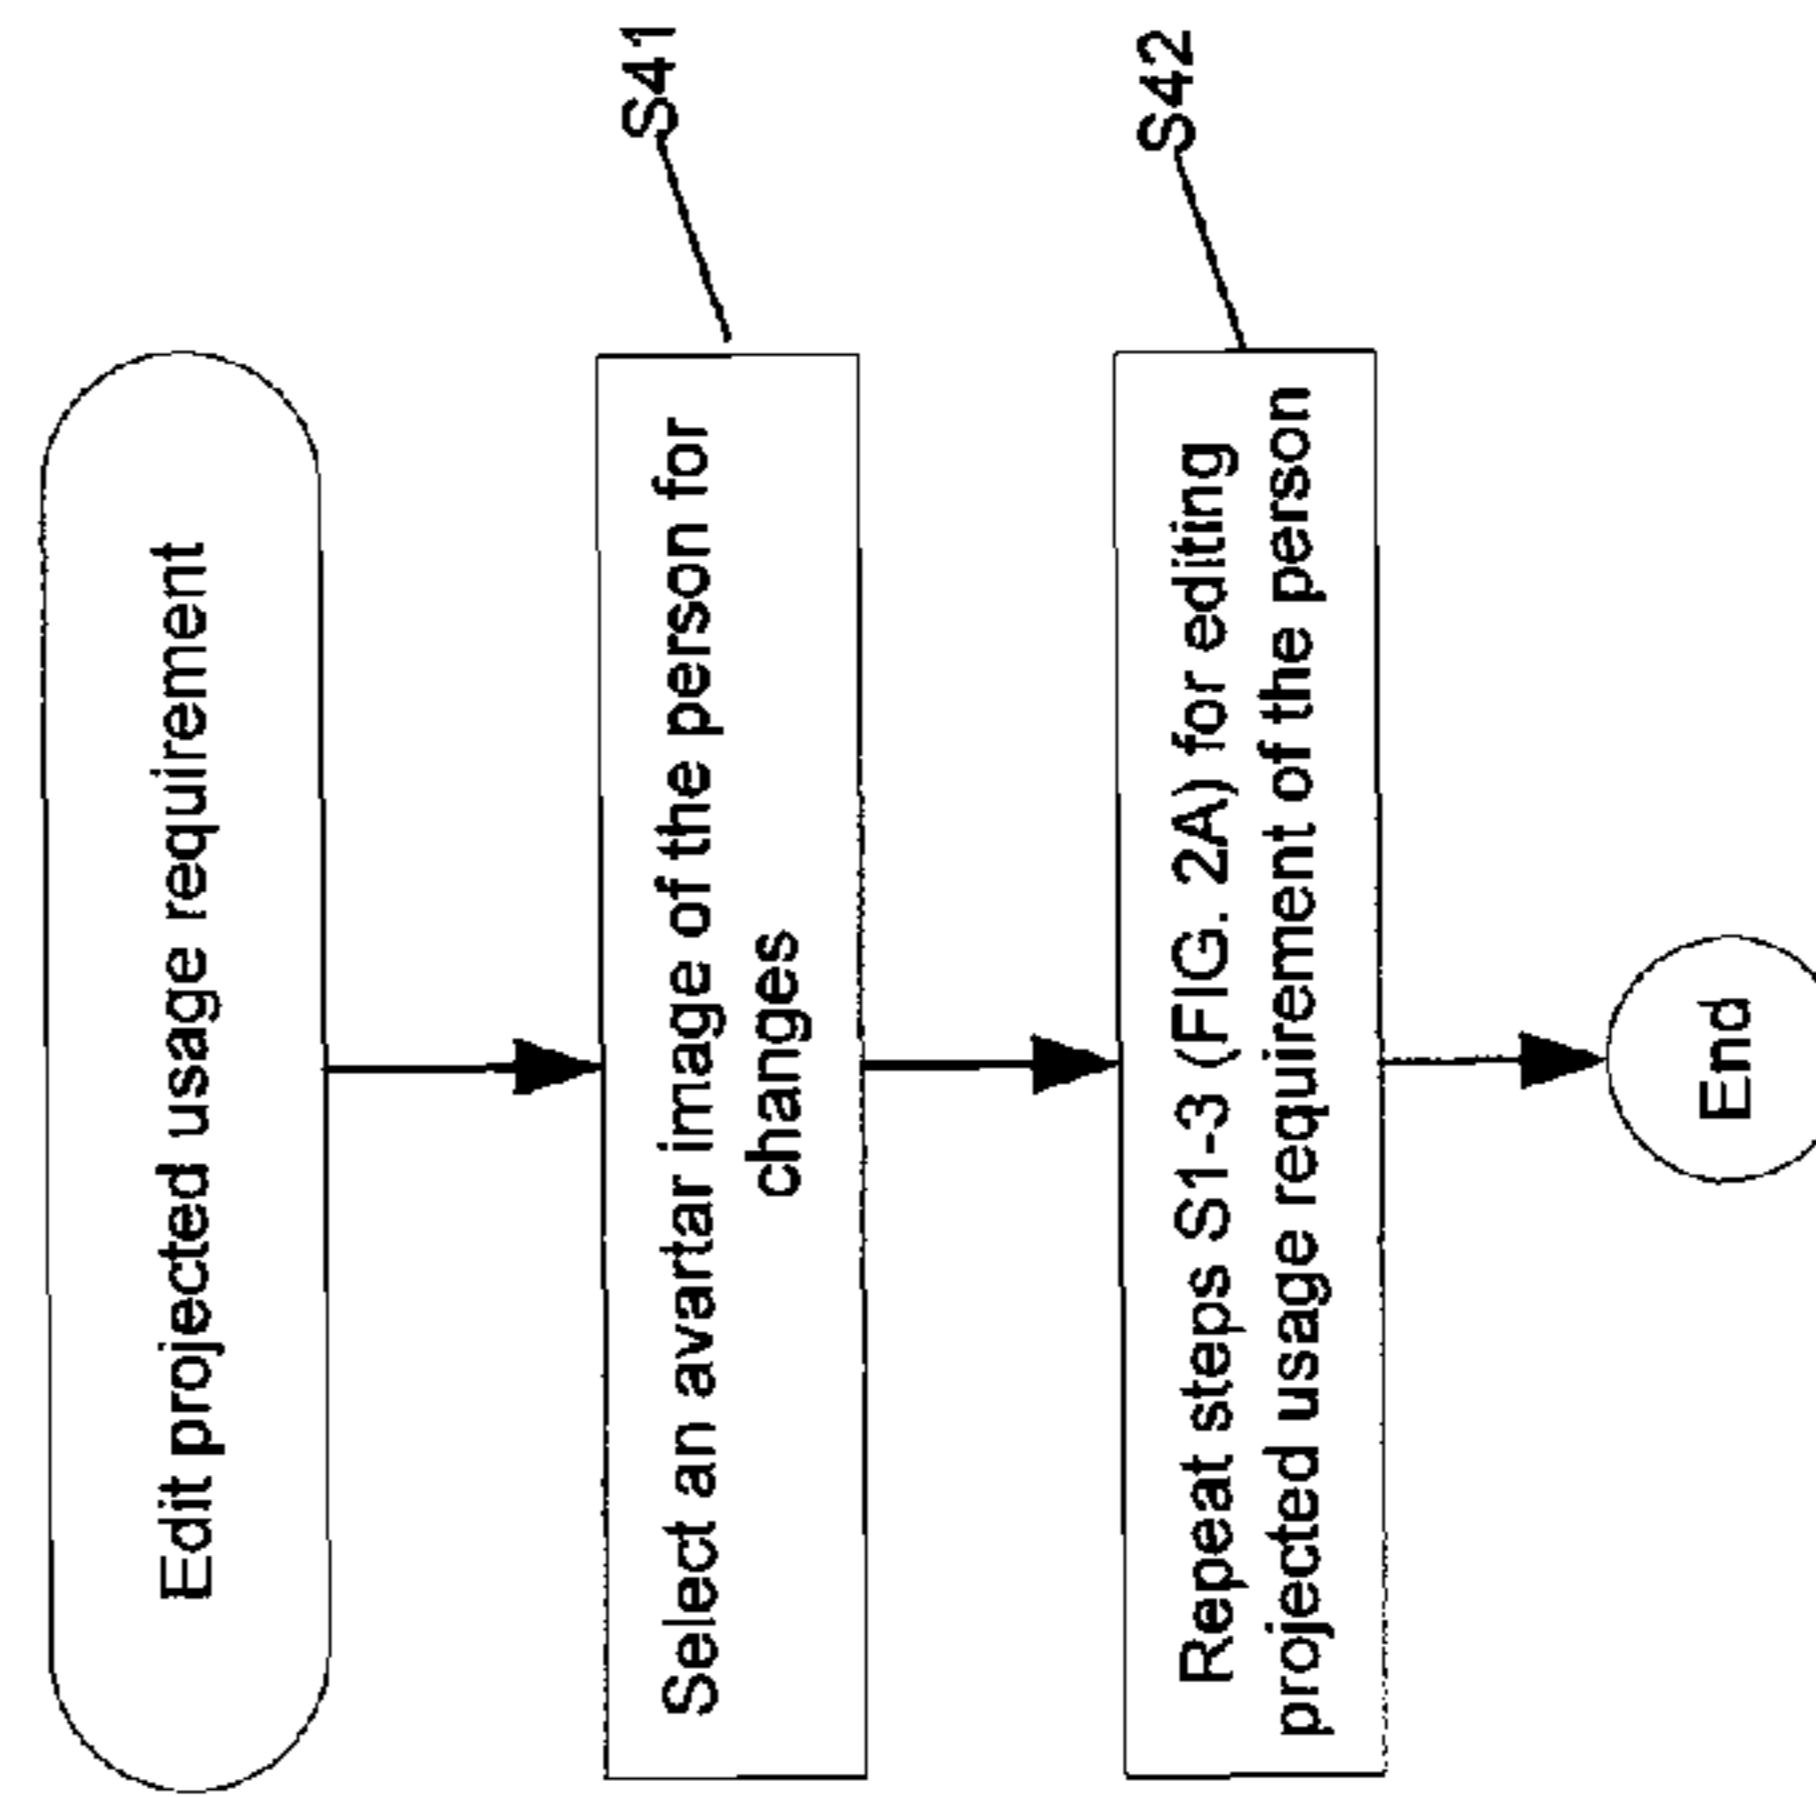 Edit projected usage requirement
S41
Select an avartar image of the person for
changes
S42
Repeat steps S1-3 (FIG. 2A) for editing
projected usage requirement of the person
End